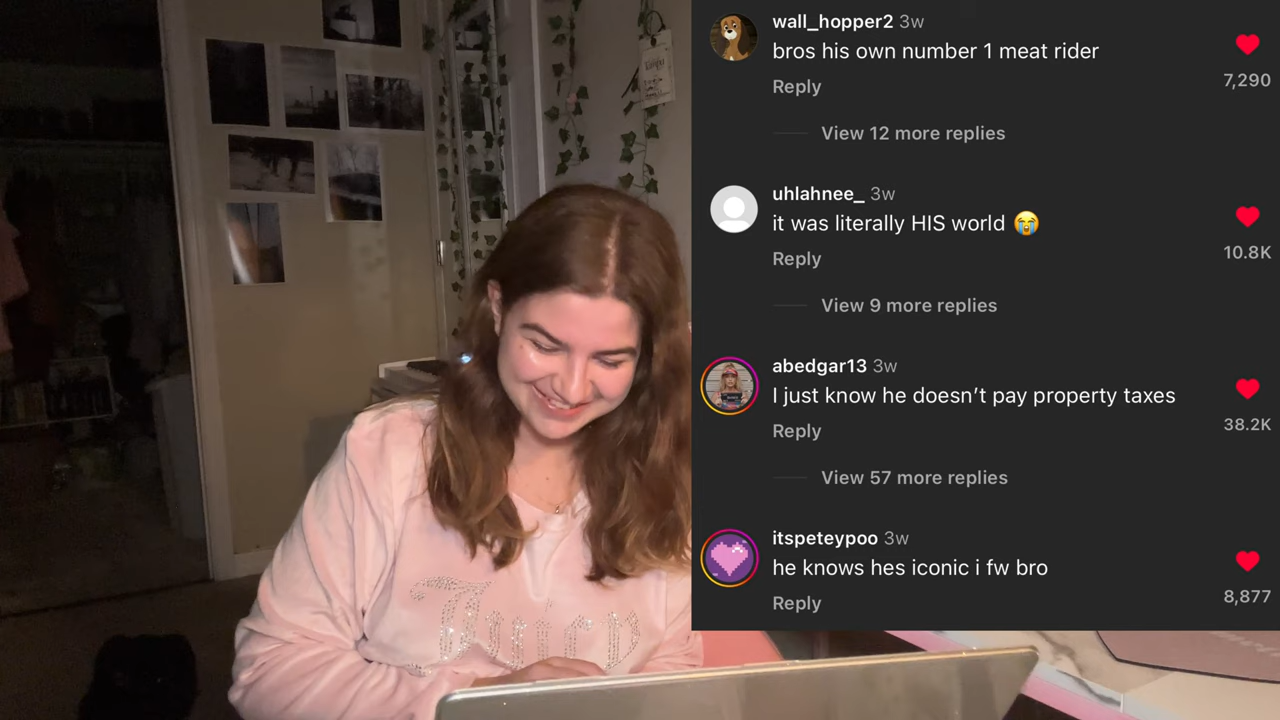 wall_hopper2 3w
bros his own number 1 meat rider
7,290
Reply
View 12 more replies
uhlahnee_ 3w
it was literally HIS world 😭
10.8K
Reply
View 9 more replies
abedgar13 3w
I just know he doesn’t pay property taxes
38.2K
Reply
View 57 more replies
itspeteypoo 3w
he knows hes iconic i fw bro
8,877
Reply
Juicy